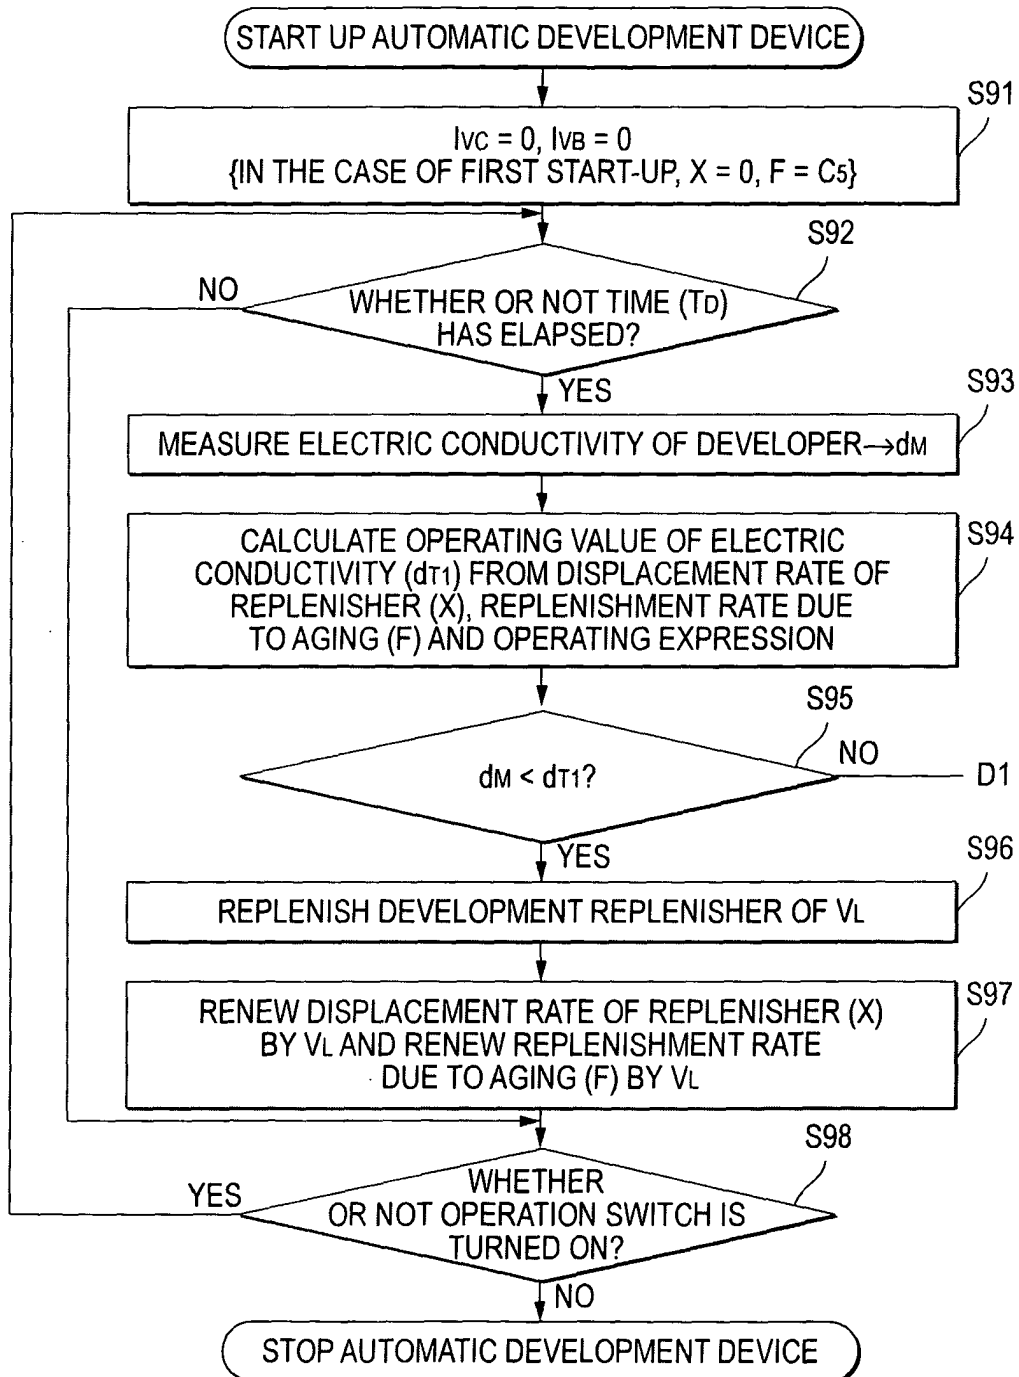 START UP AUTOMATIC DEVELOPMENT DEVICE
S91
IVC = 0, IVB = 0
{IN THE CASE OF FIRST START-UP, X = 0, F = C5}
S92
NO
WHETHER OR NOT TIME (TD)
HAS ELAPSED?
YES
S93
MEASURE ELECTRIC CONDUCTIVITY OF DEVELOPER→dM
S94
CALCULATE OPERATING VALUE OF ELECTRIC
CONDUCTIVITY (dT1) FROM DISPLACEMENT RATE OF
REPLENISHER (X), REPLENISHMENT RATE DUE
TO AGING (F) AND OPERATING EXPRESSION
S95
dM < dT1?
NO
D1
YES
S96
REPLENISH DEVELOPMENT REPLENISHER OF VL
S97
RENEW DISPLACEMENT RATE OF REPLENISHER (X)
BY VL AND RENEW REPLENISHMENT RATE
DUE TO AGING (F) BY VL
S98
YES
WHETHER
OR NOT OPERATION SWITCH IS
TURNED ON?
NO
STOP AUTOMATIC DEVELOPMENT DEVICE